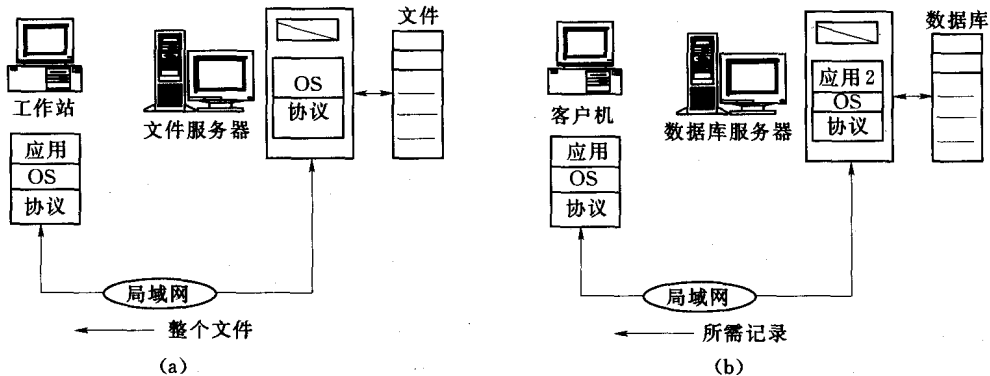 文件
OS
协议
工作站
文件服务器
应用
OS
协议
局域网
整个文件
(a)
数据库
应用2
OS
协议
客户机
数据库服务器
应用
OS
协议
局域网
所需记录
(b)